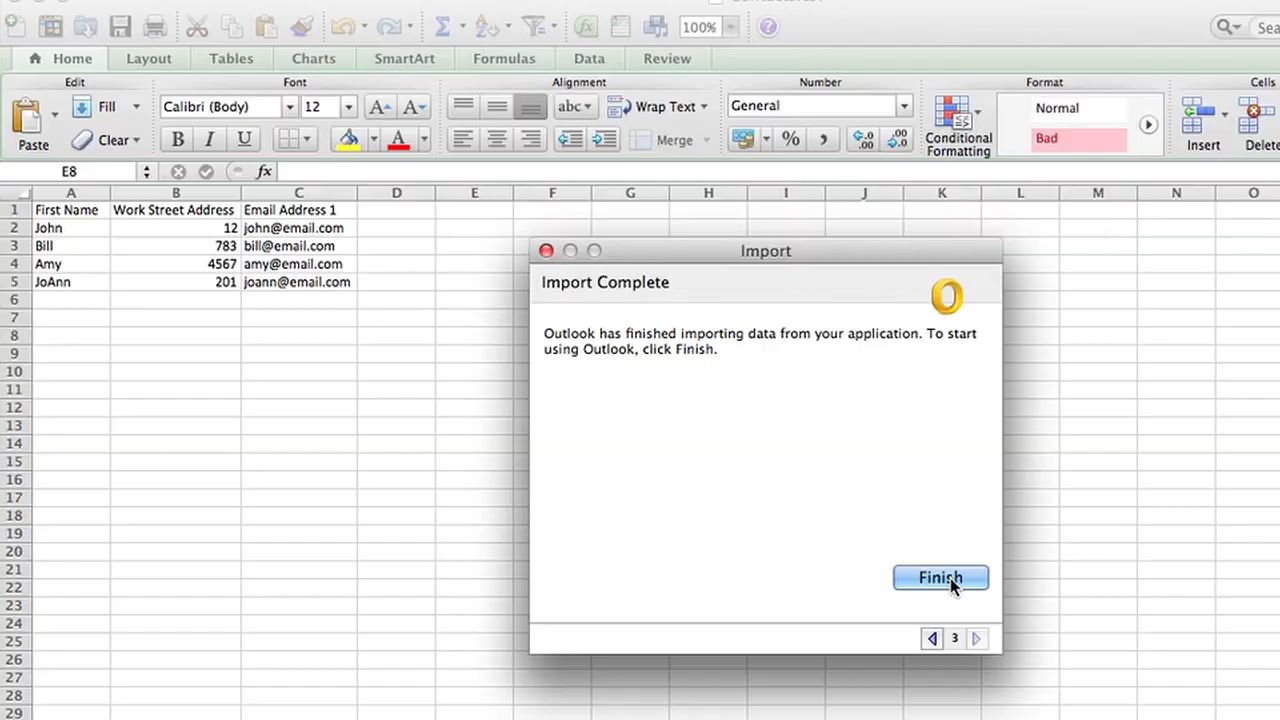 100%
Sea
Home Layout Tables Charts SmartArt Formulas Data Review
Edit Font Alignment Number Format Cells
Fill Calibri (Body) 12 A A abc Wrap Text General Normal
Paste Clear B I U A Merge % , Conditional Formatting Bad Insert Delete
E8 fx
A B C D E F G H I J K L M N O
1 First Name Work Street Address Email Address 1
2 John 12 john@email.com
3 Bill 783 bill@email.com
4 Amy 4567 amy@email.com
5 JoAnn 201 joann@email.com
6
7
8
9
10
11
12
13
14
15
16
17
18
19
20
21
22
23
24
25
26
27
28
29
Import
Import Complete
Outlook has finished importing data from your application. To start
using Outlook, click Finish.
Finish
3